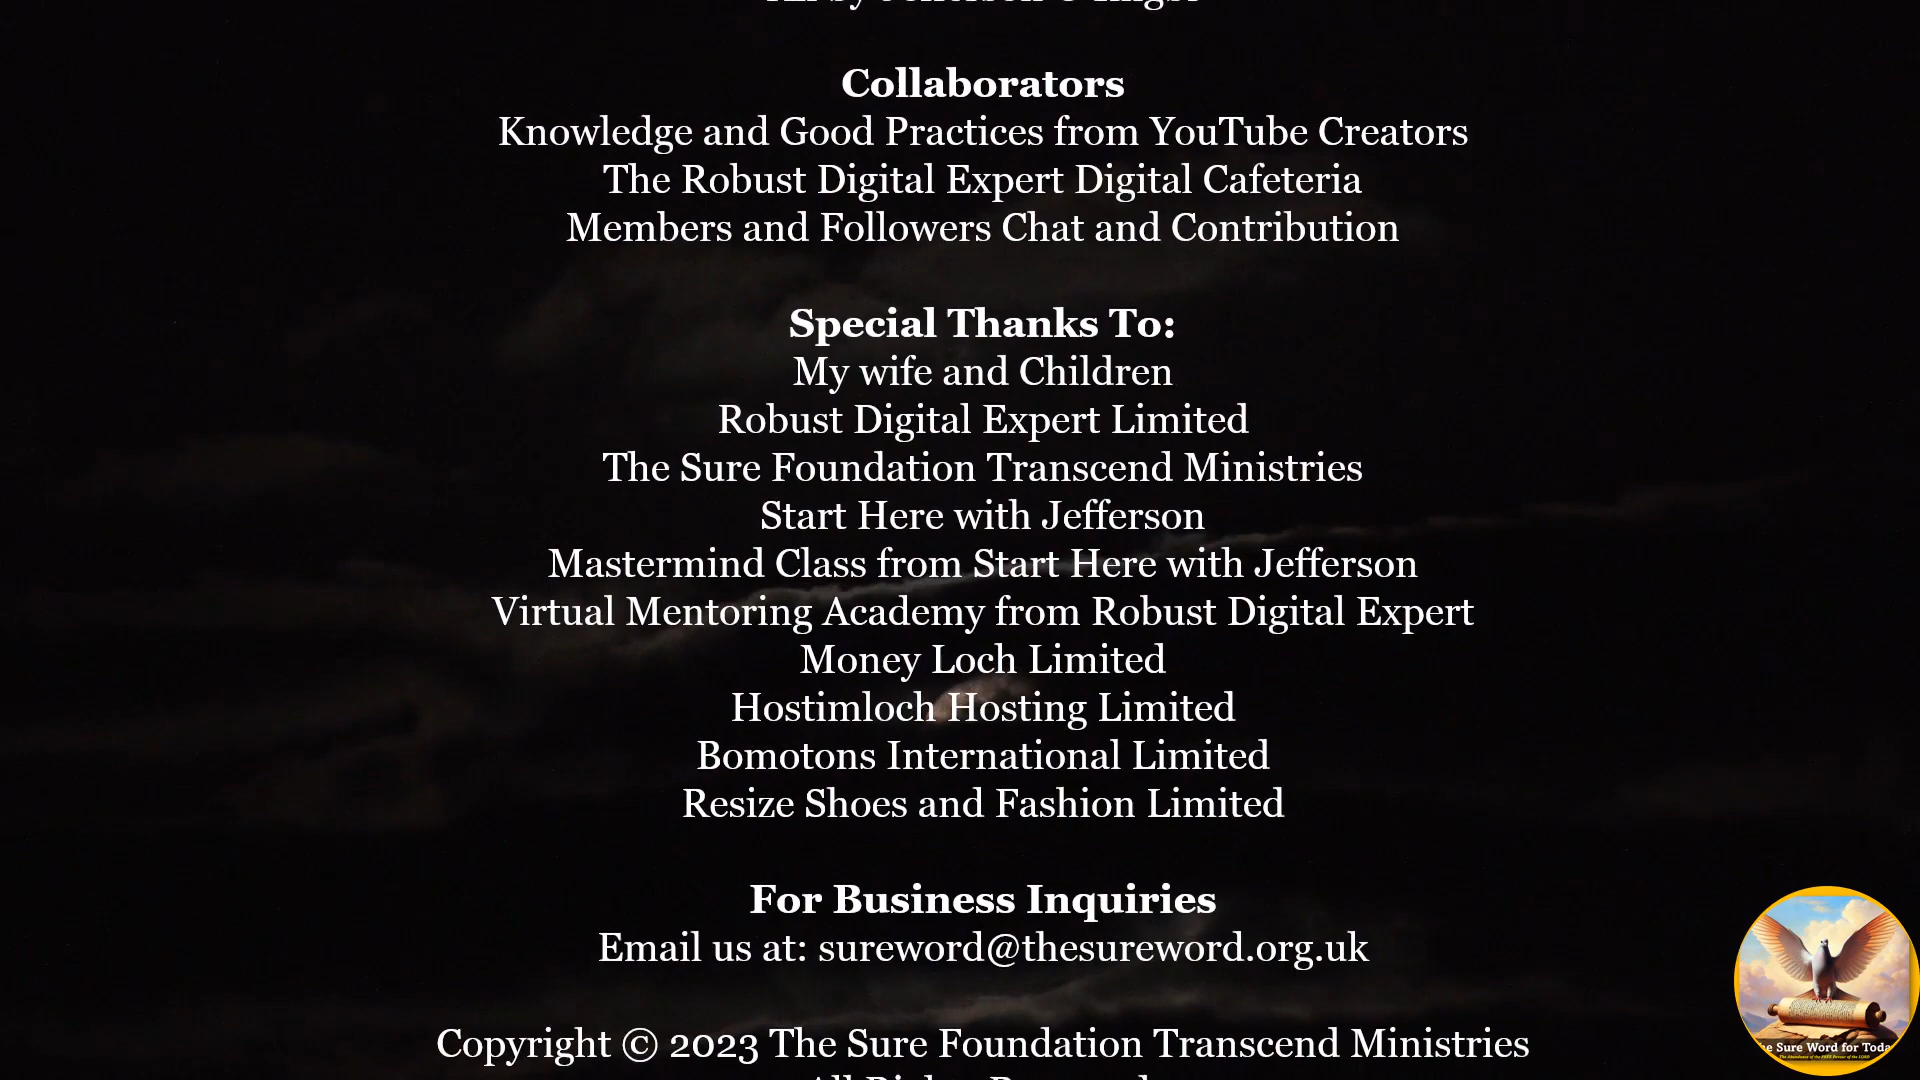 Collaborators
Knowledge and Good Practices from YouTube Creators
The Robust Digital Expert Digital Cafeteria
Members and Followers Chat and Contribution
Special Thanks To:
My wife and Children
Robust Digital Expert Limited
The Sure Foundation Transcend Ministries
Start Here with Jefferson
Mastermind Class from Start Here with Jefferson
Virtual Mentoring Academy from Robust Digital Expert
Money Loch Limited
Hostimloch Hosting Limited
Bomotons International Limited
Resize Shoes and Fashion Limited
For Business Inquiries
Email us at: sureword@thesureword.org.uk
Copyright © 2023 The Sure Foundation Transcend Ministries
Sure Word for